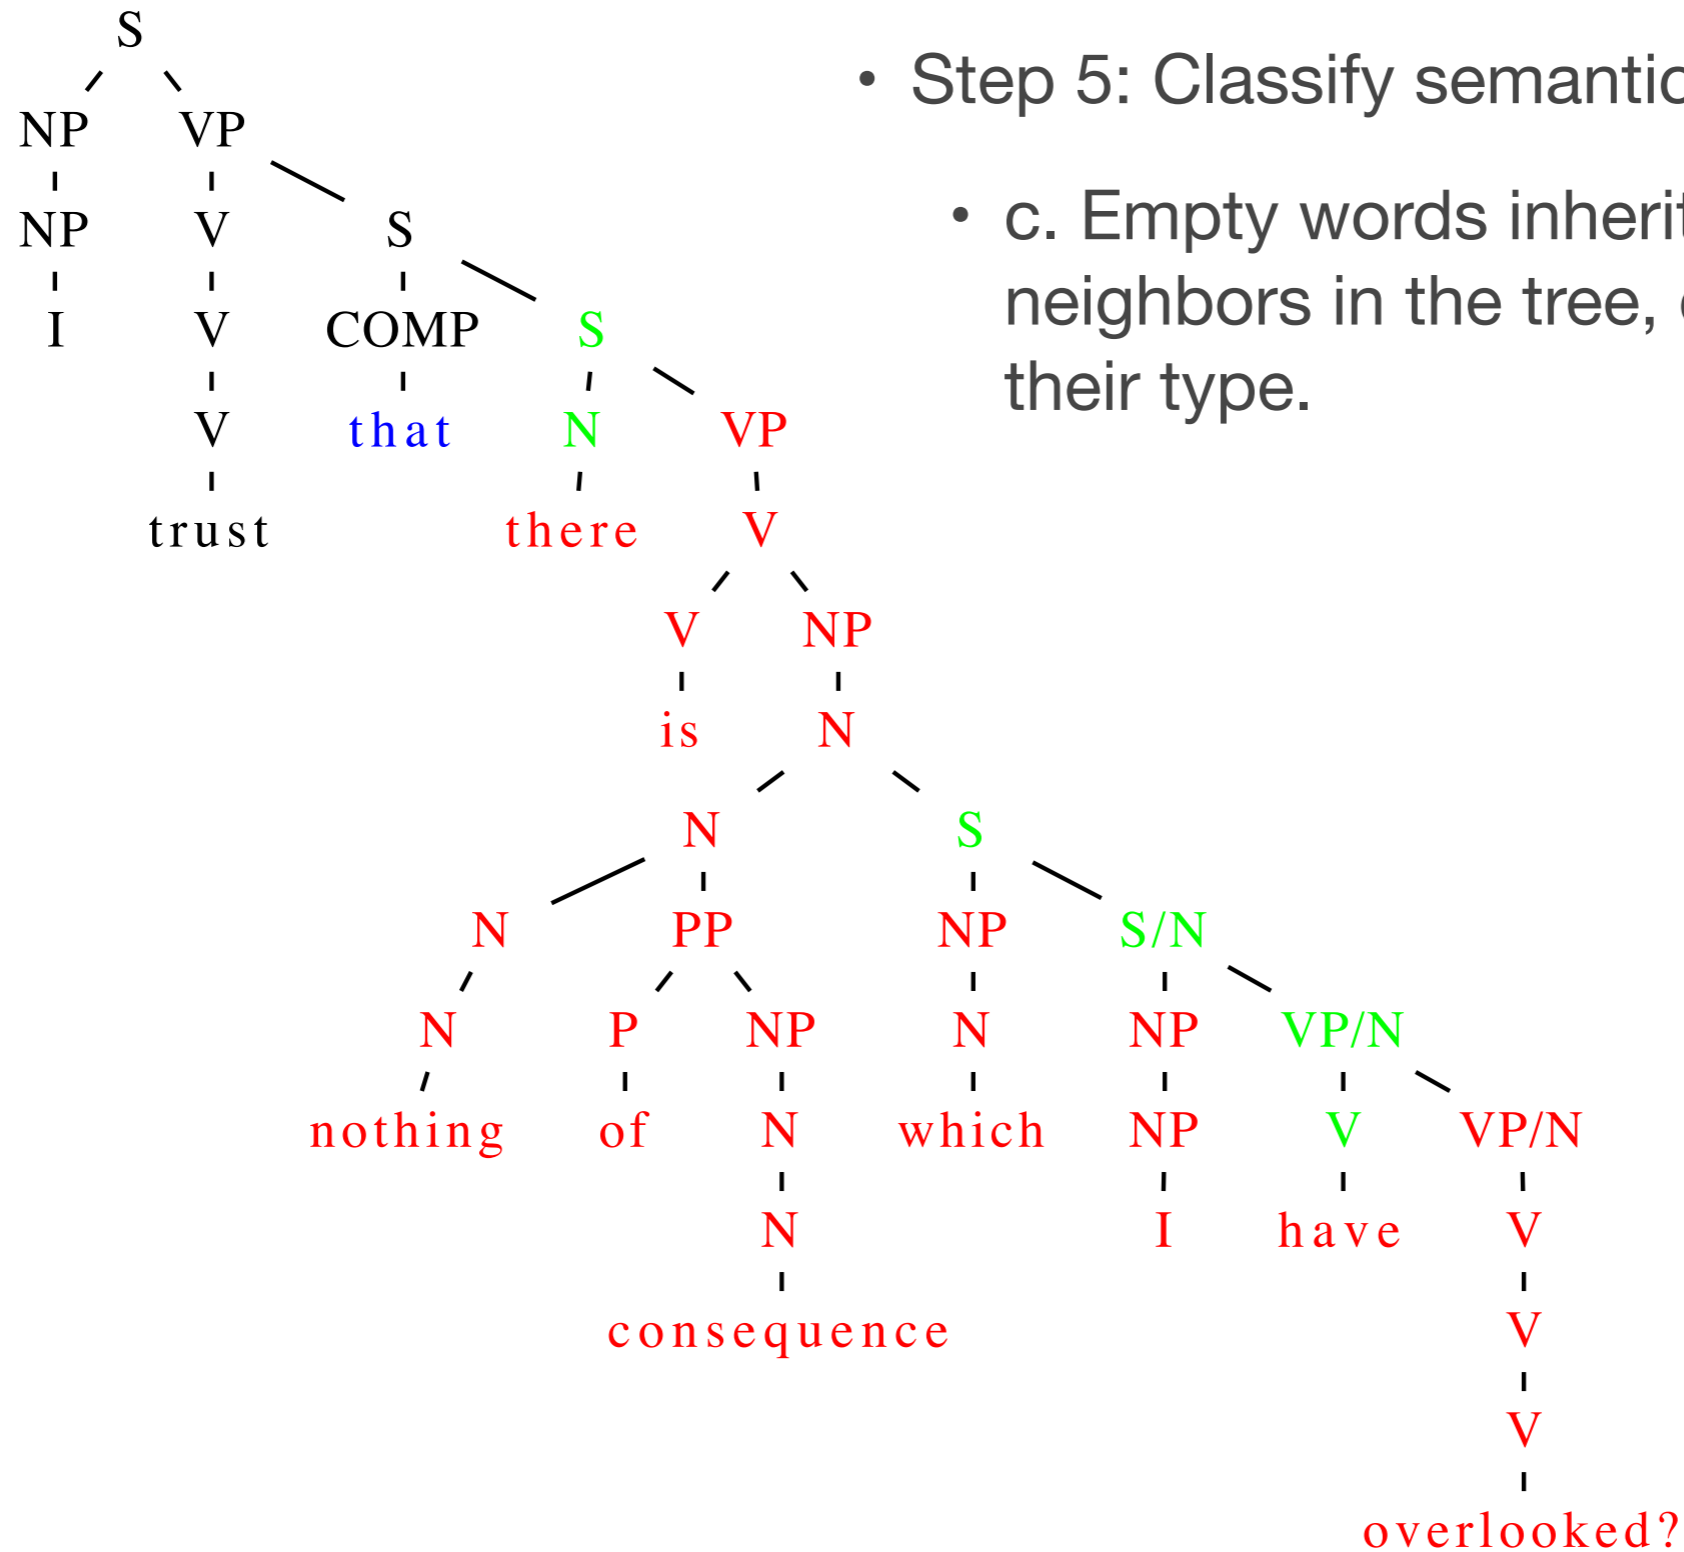 S
• Step 5: Classify semantic
NP VP
• c. Empty words inherit
NP V S
neighbors in the tree,
I V COMP S
their type.
V that N VP
trust there V
V NP
is N
N S
N PP NP S/N
N P NP N NP VP/N
nothing of N which NP V VP/N
N I have V
consequence V
V
overlooked?